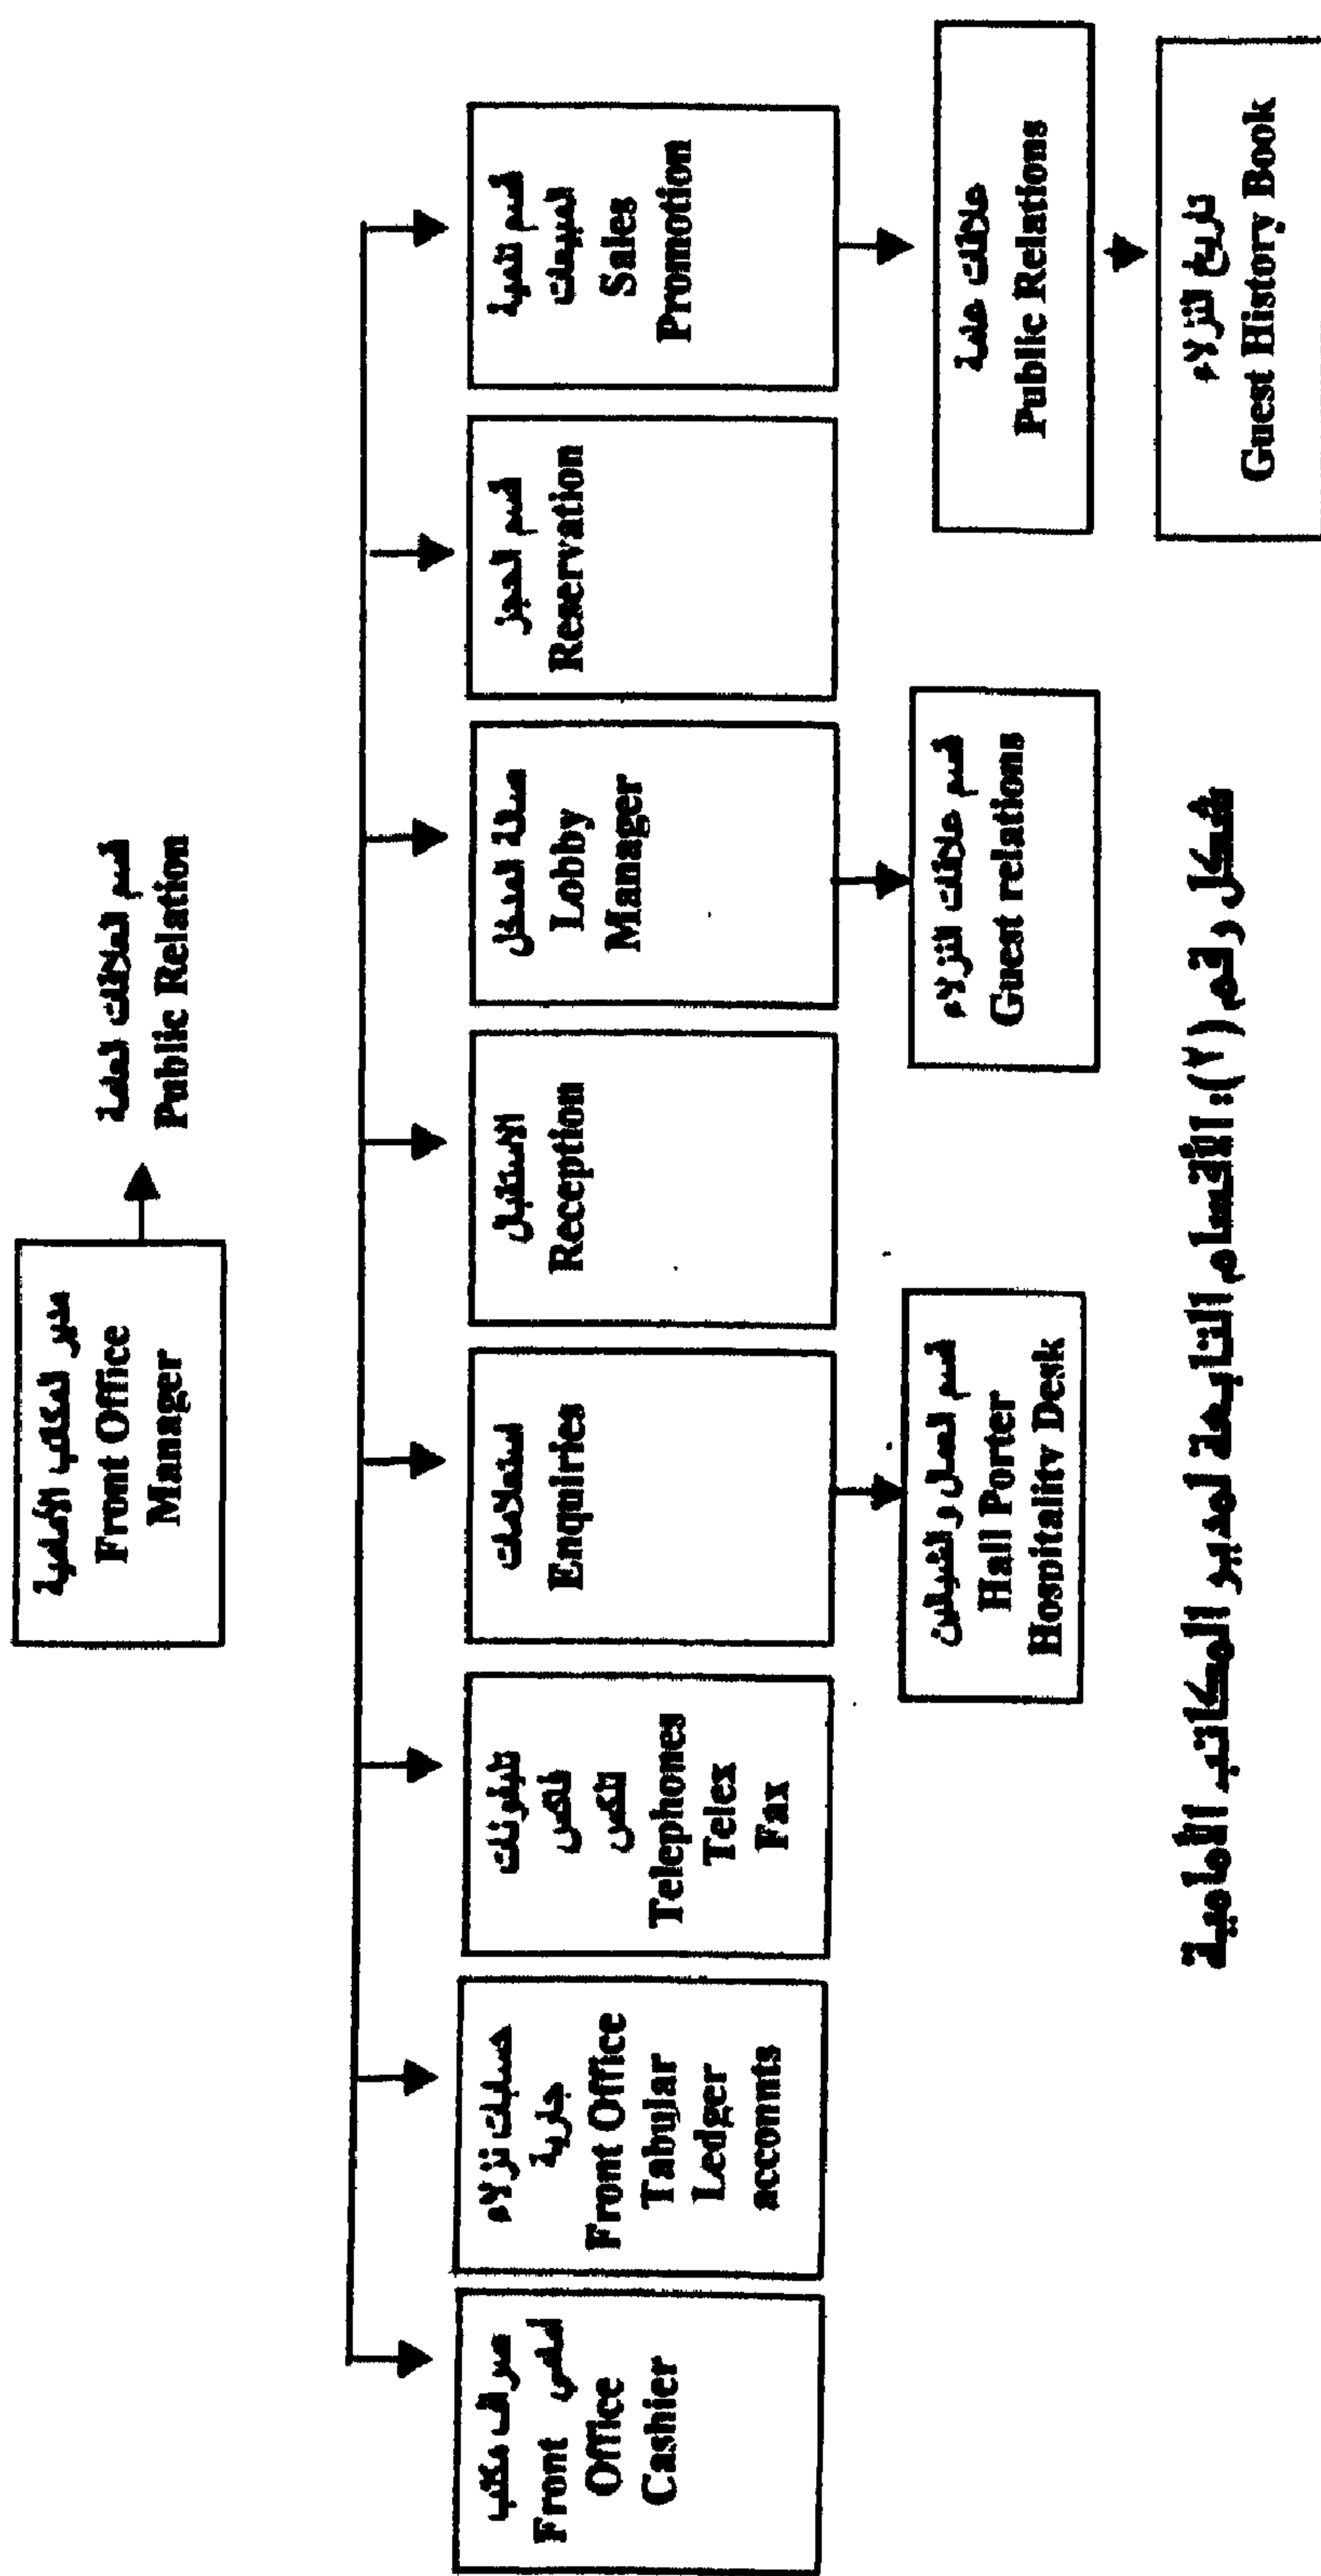 مدير المكاتب الأمامية
Front Office
Manager
قسم العلاقات العامة
Public Relation
صراف مكتب
أمامي
Front
Office
Cashier
حسابات نزلاء
جارية
Front Office
Tabular
Ledger
accounts
تليفونات
فاكس
تلكس
Telephones
Telex
Fax
استعلامات
Enquiries
الاستقبال
Reception
صالة المدخل
Lobby
Manager
قسم الحجز
Reservation
قسم تنمية
المبيعات
Sales
Promotion
قسم العمال و الشيالين
Hall Porter
Hospitality Desk
قسم علاقات النزلاء
Guest relations
علاقات عامة
Public Relations
تاريخ النزلاء
Guest History Book
شكل رقم (٢): الأقسام التابعة لمدير المكاتب الأمامية